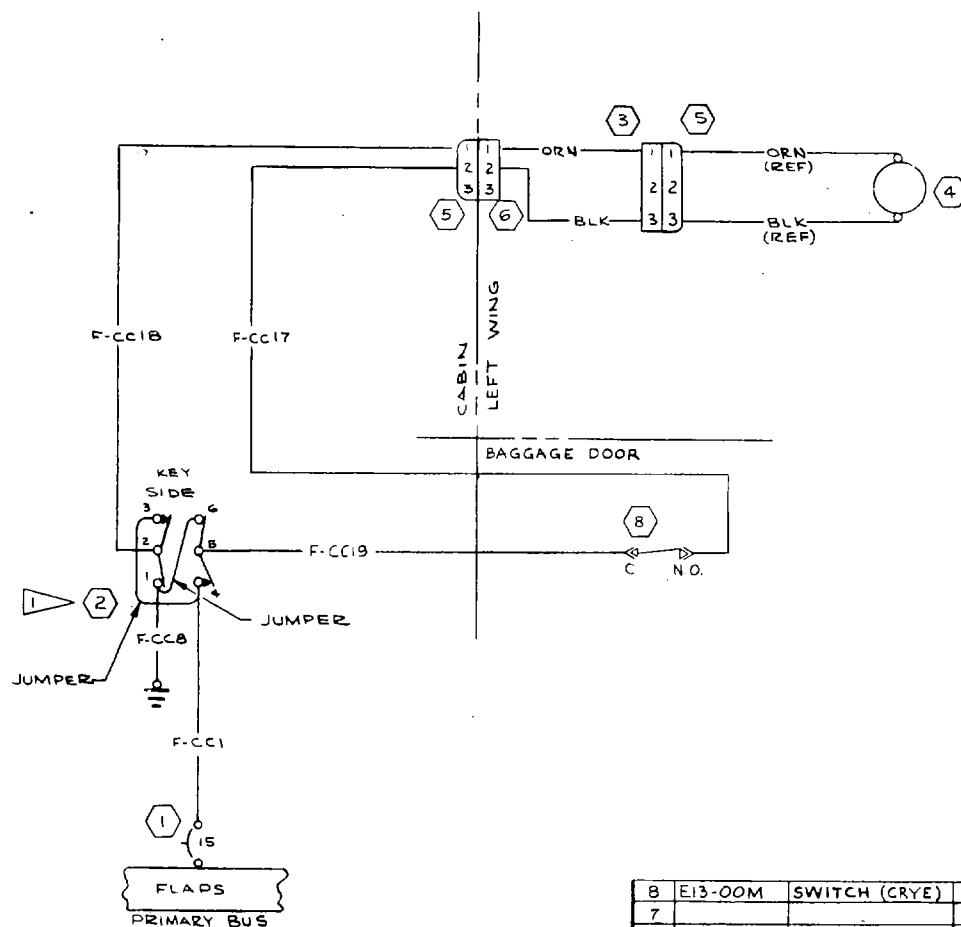 3 5
1 1 ORN 1 1 ORN
(REF)
2 2 2 2 4
3 3 BLK 3 3 BLK
(REF)
5 6
F-CC18 F-CC17
CABIN
LEFT WING
BAGGAGE DOOR
KEY
SIDE
3 6
8
2 5 F-CC19
C N.O.
1 4
1 2
JUMPER
F-CC8
JUMPER
F-CC1
1
15
FLAPS
PRIMARY BUS
8 E13-00M SWITCH (CRYE)
7